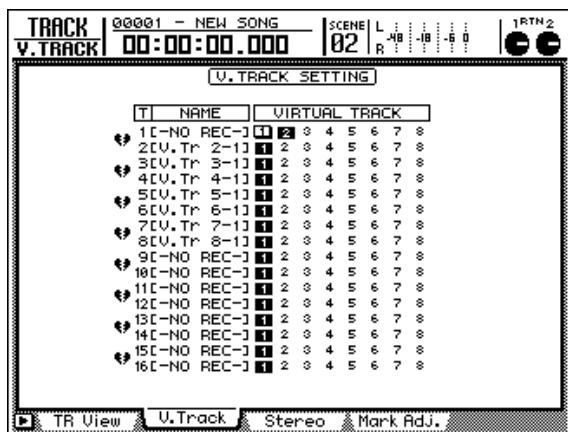 TRACK
V.TRACK
00001 - NEW SONG
00:00:00.000
SCENE
02
L
R
-48 -18 -6 0
1RTN2
V.TRACK SETTING
T NAME VIRTUAL TRACK
1[-NO REC-] 1 2 3 4 5 6 7 8
2[V.Tr 2-1] 1 2 3 4 5 6 7 8
3[V.Tr 3-1] 1 2 3 4 5 6 7 8
4[V.Tr 4-1] 1 2 3 4 5 6 7 8
5[V.Tr 5-1] 1 2 3 4 5 6 7 8
6[V.Tr 6-1] 1 2 3 4 5 6 7 8
7[V.Tr 7-1] 1 2 3 4 5 6 7 8
8[V.Tr 8-1] 1 2 3 4 5 6 7 8
9[-NO REC-] 1 2 3 4 5 6 7 8
10[-NO REC-] 1 2 3 4 5 6 7 8
11[-NO REC-] 1 2 3 4 5 6 7 8
12[-NO REC-] 1 2 3 4 5 6 7 8
13[-NO REC-] 1 2 3 4 5 6 7 8
14[-NO REC-] 1 2 3 4 5 6 7 8
15[-NO REC-] 1 2 3 4 5 6 7 8
16[-NO REC-] 1 2 3 4 5 6 7 8
TR View V.Track Stereo Mark Adj.